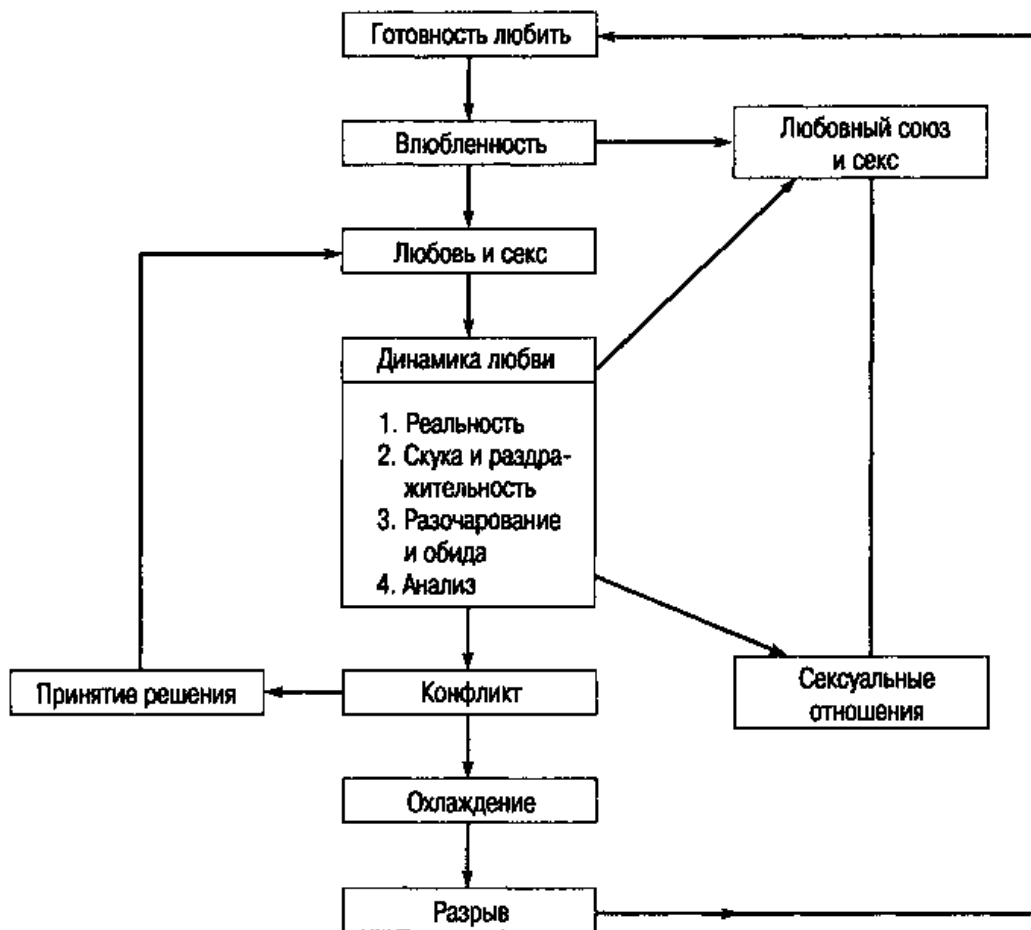 Готовность любить
Влюбленность
Любовный союз
и секс
Любовь и секс
Динамика любви
1. Реальность
2. Скука и раздра-
жительность
3. Разочарование
и обида
4. Анализ
Принятие решения
Конфликт
Сексуальные
отношения
Охлаждение
Разрыв